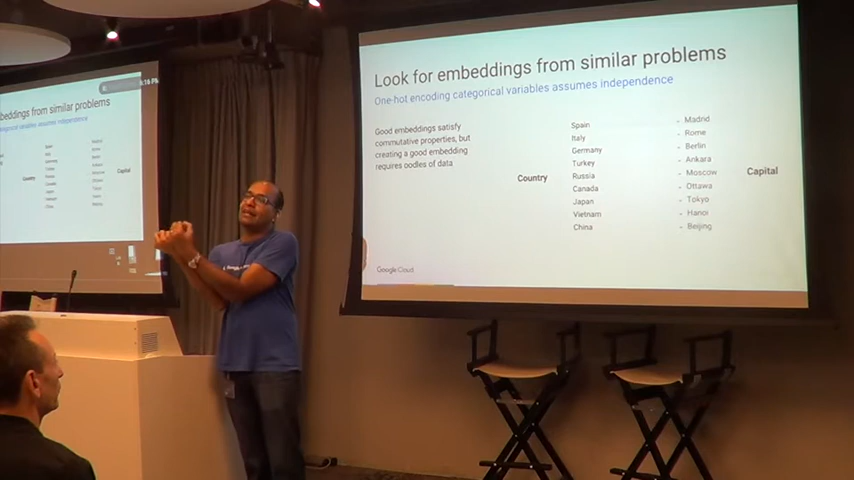 Look for embeddings from similar problems
One-hot encoding categorical variables assumes independence
Good embeddings satisfy
commutative properties, but
creating a good embedding
requires oodles of data
Country
Spain
Italy
Germany
Turkey
Russia
Canada
Japan
Vietnam
China
- Madrid
- Rome
- Berlin
- Ankara
- Moscow
- Ottawa
- Tokyo
- Hanoi
- Beijing
Capital
Google Cloud
beddings from similar problems
Country
Capital